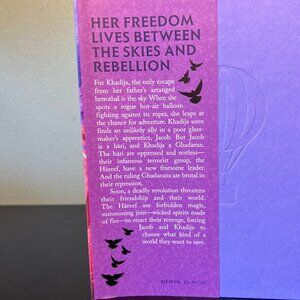 HER FREEDOM
LIVES BETWEEN
THE SKIES AND
REBELLION
For Khadija, the only escape
from her father's arranged
betrothal is the sky. When she
spots a rogue hot-air balloon
fighting against its ropes, she leaps
at the chance for adventure. Khadija soon
finds an unlikely ally in a poor glass-
maker's apprentice, Jacob. But Jacob
is a hāri, and Khadija a Ghadaean.
The hāri are oppressed and restless—
their infamous terrorist group, the
Hāreef, have a new fearsome leader.
And the ruling Ghadaeans are brutal in
their repression.
Soon, a deadly revolution threatens
their friendship and their world.
The Hāreef use forbidden magic,
summoning jinn—wicked spirits made
of fire—to enact their revenge, forcing
Jacob and Khadija to
choose what kind of a
world they want to save.